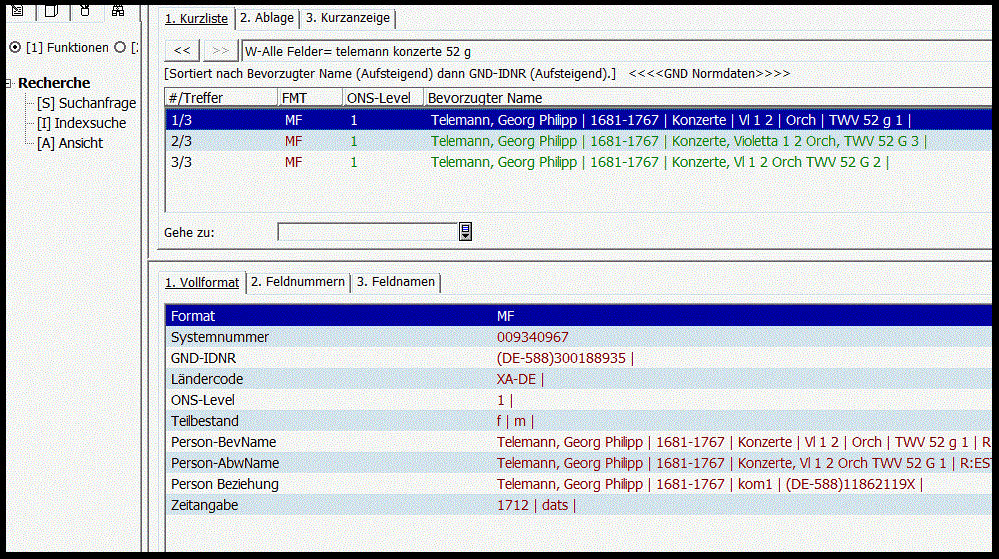 1. Kurzliste 2. Ablage 3. Kurzanzeige
[1] Funktionen [2
<< >> W-Alle Felder= telemann konzerte 52 g
[Sortiert nach Bevorzugter Name (Aufsteigend) dann GND-IDNR (Aufsteigend).] <<<<GND Normdaten>>>>
Recherche
[S] Suchanfrage
[I] Indexsuche
[A] Ansicht
#/Treffer FMT ONS-Level Bevorzugter Name
1/3 MF 1 Telemann, Georg Philipp | 1681-1767 | Konzerte | Vl 1 2 | Orch | TWV 52 g 1 |
2/3 MF 1 Telemann, Georg Philipp | 1681-1767 | Konzerte, Violetta 1 2 Orch, TWV 52 G 3 |
3/3 MF 1 Telemann, Georg Philipp | 1681-1767 | Konzerte, Vl 1 2 Orch TWV 52 G 2 |
Gehe zu:
1. Vollformat 2. Feldnummern 3. Feldnamen
Format MF
Systemnummer 009340967
GND-IDNR (DE-588)300188935 |
Ländercode XA-DE |
ONS-Level 1 |
Teilbestand f | m |
Person-BevName Telemann, Georg Philipp | 1681-1767 | Konzerte | Vl 1 2 | Orch | TWV 52 g 1 | R
Person-AbwName Telemann, Georg Philipp | 1681-1767 | Konzerte, Vl 1 2 Orch TWV 52 G 1 | R:EST
Person Beziehung Telemann, Georg Philipp | 1681-1767 | kom1 | (DE-588)11862119X |
Zeitangabe 1712 | dats |